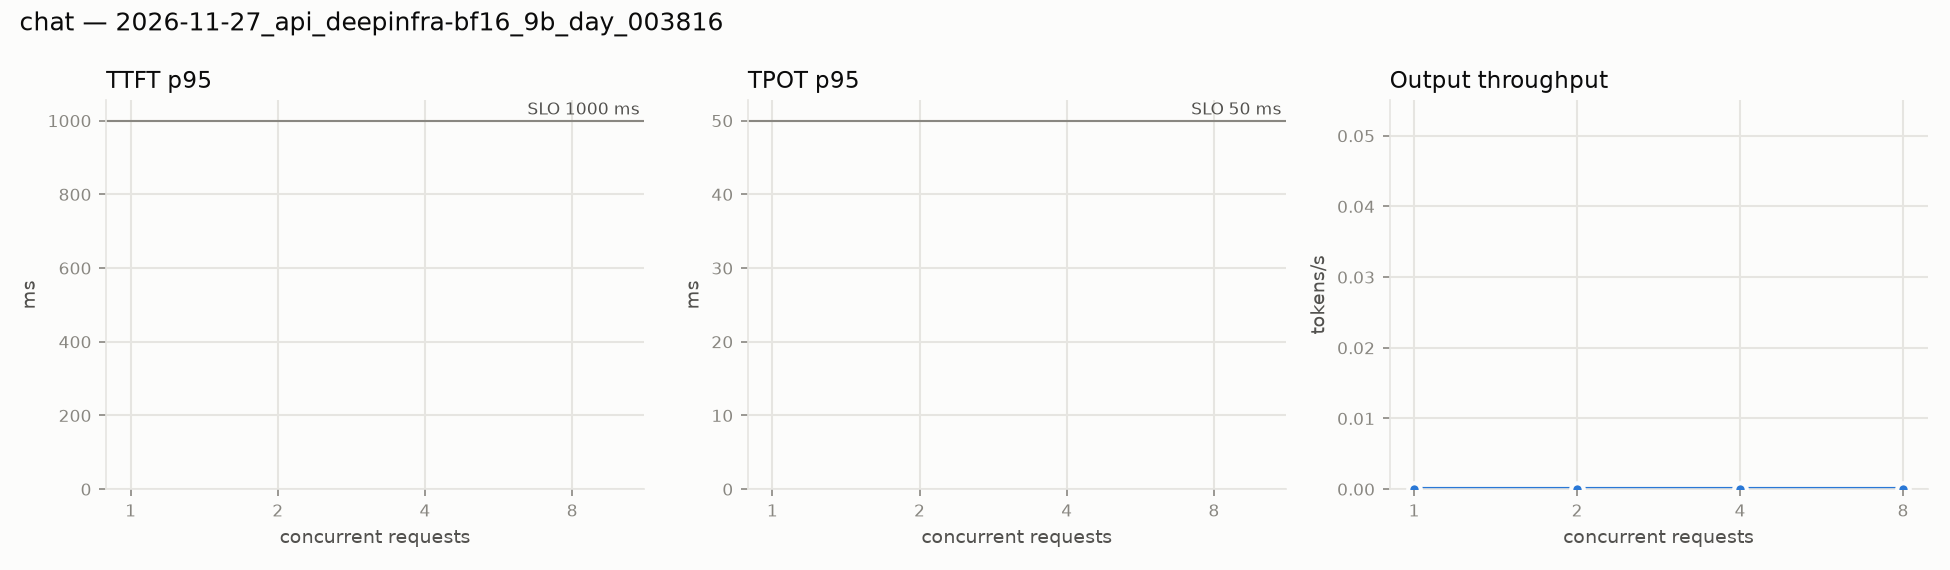 chat — 2026-11-27_api_deepinfra-bf16_9b_day_003816
TTFT p95
SLO 1000 ms
1000
800
600
400
200
0
ms
1 2 4 8
concurrent requests
TPOT p95
SLO 50 ms
50
40
30
20
10
0
ms
1 2 4 8
concurrent requests
Output throughput
0.05
0.04
0.03
0.02
0.01
0.00
tokens/s
1 2 4 8
concurrent requests